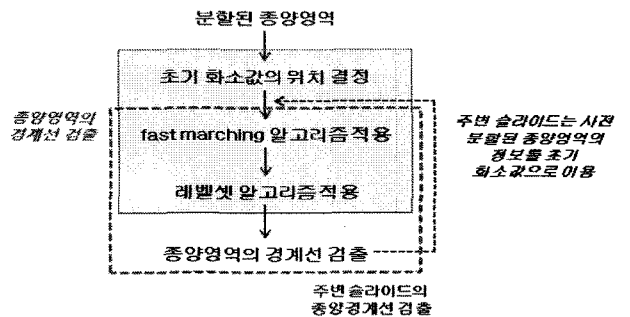 분할된 종양영역
초기 화소값의 위치 결정
종양영역의
경계선 검출
fast marching 알고리즘적용
주변 슬라이드는 사전
분할된 종양영역의
정보를 초기
화소값으로 이용
레벨셋 알고리즘적용
종양영역의 경계선 검출
주변 슬라이드의
종양경계선 검출